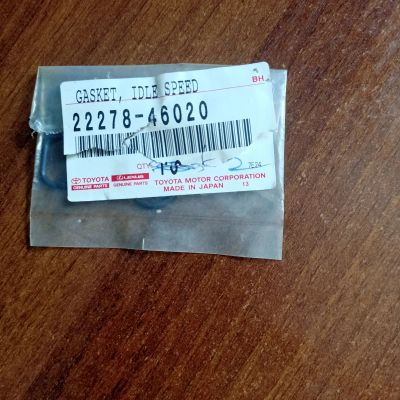 GASKET, IDLE SPEED
BH
22278-46020
QTY
7E24
TOYOTA LEXUS TOYOTA MOTOR CORPORATION
GENUINE PARTS GENUINE PARTS MADE IN JAPAN 13